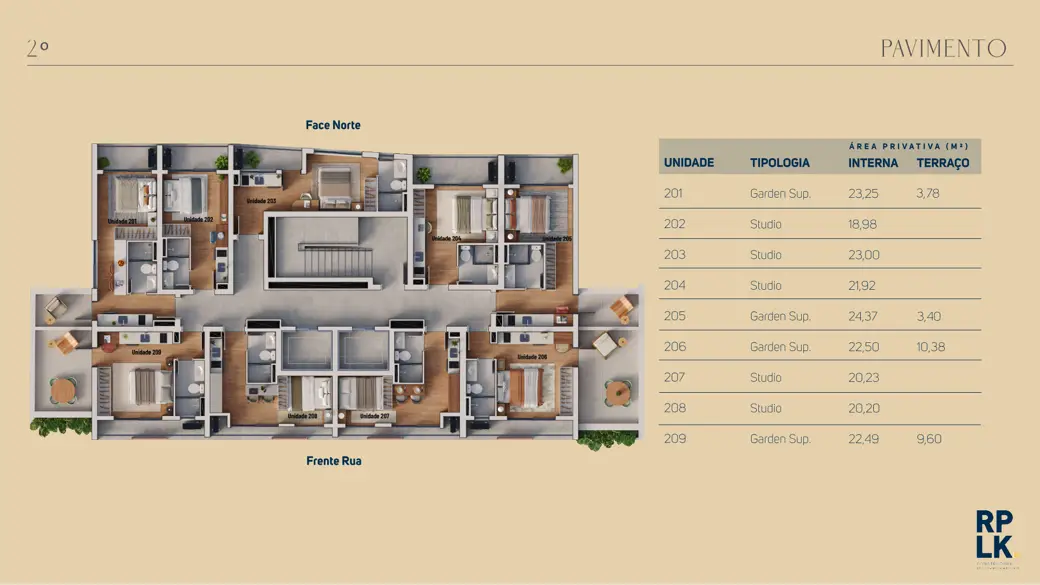 2º
PAVIMENTO
Face Norte
Unidade 201
Unidade 202
Unidade 203
Unidade 204
Unidade 205
Unidade 209
Unidade 206
Unidade 208
Unidade 207
Frente Rua
ÁREA PRIVATIVA (M²)
UNIDADE TIPOLOGIA INTERNA TERRAÇO
201 Garden Sup. 23,25 3,78
202 Studio 18,98
203 Studio 23,00
204 Studio 21,92
205 Garden Sup. 24,37 3,40
206 Garden Sup. 22,50 10,38
207 Studio 20,23
208 Studio 20,20
209 Garden Sup. 22,49 9,60
RP
LK